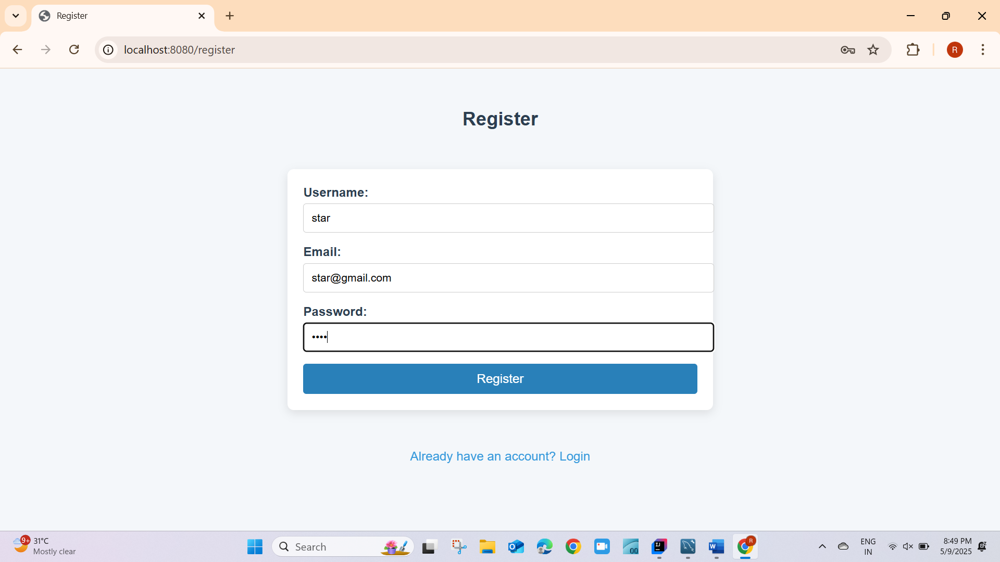 Register
localhost:8080/register
R
Register
Username:
star
Email:
star@gmail.com
Password:
••••
Register
Already have an account? Login
9+
31°C
Mostly clear
Search
ENG
IN
8:49 PM
5/9/2025